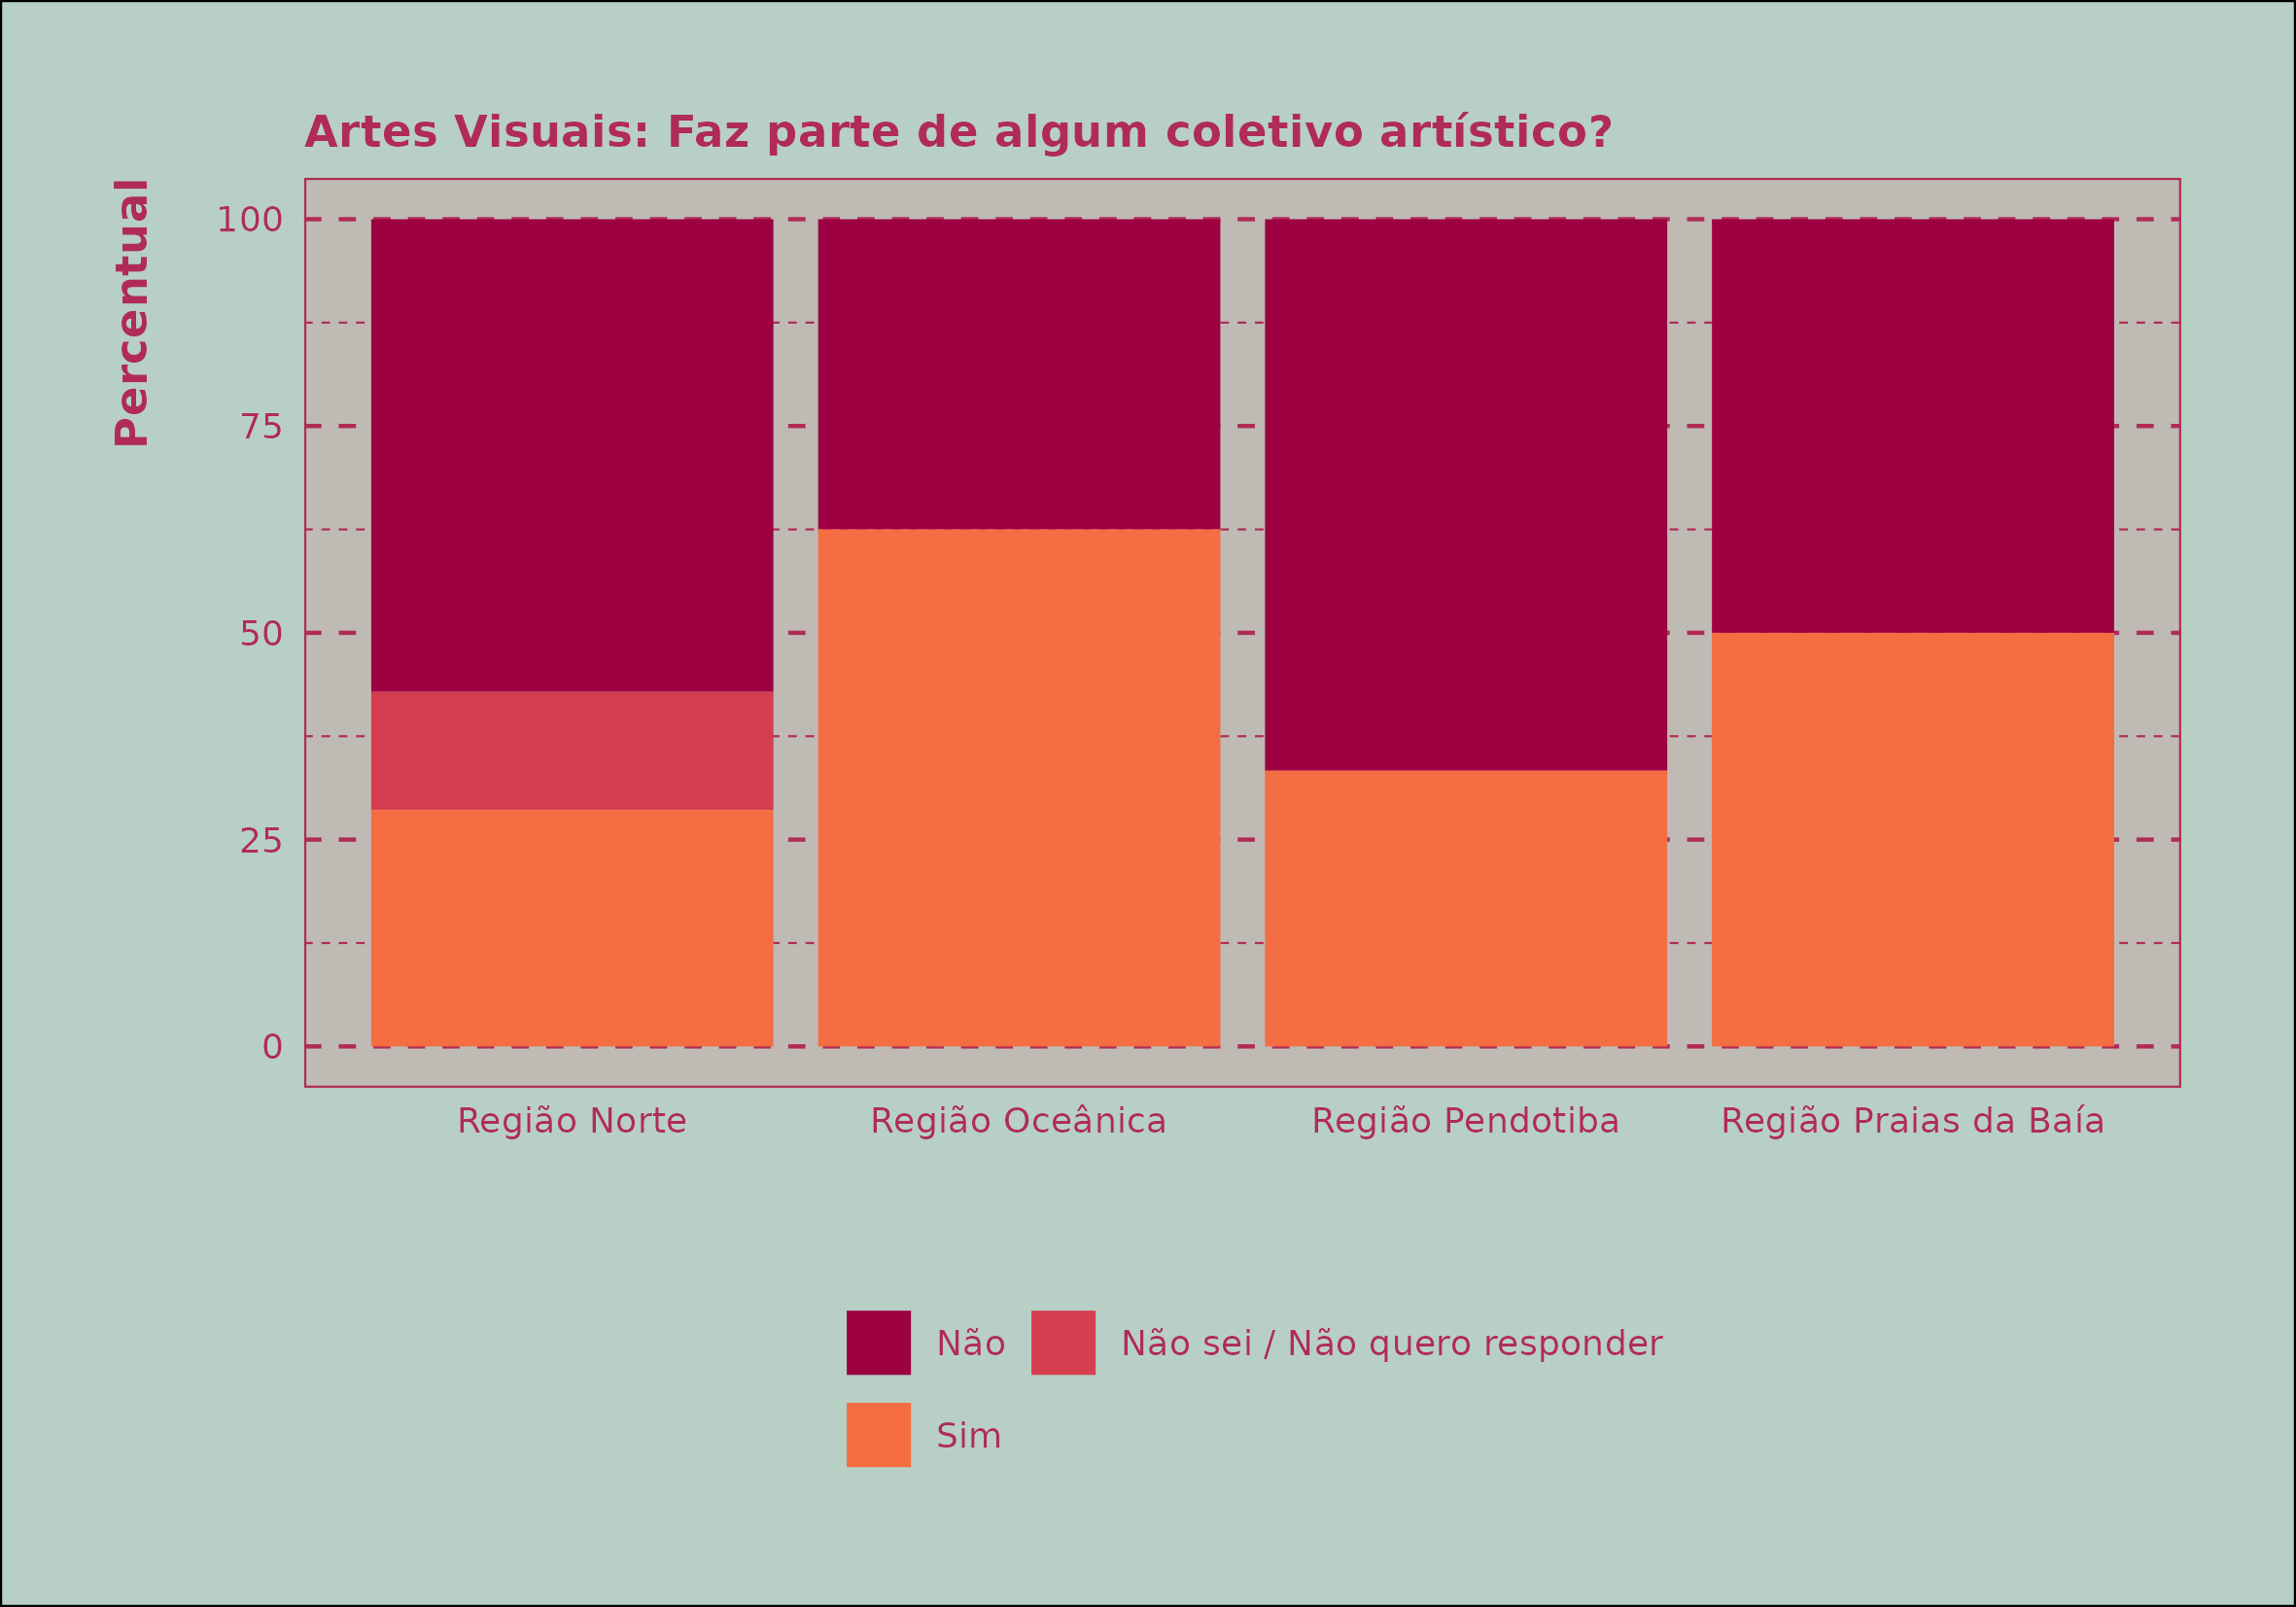 Artes Visuais: Faz parte de algum coletivo artístico?
Percentual
100
75
50
25
0
Região Norte
Região Oceânica
Região Pendotiba
Região Praias da Baía
Não
Não sei / Não quero responder
Sim